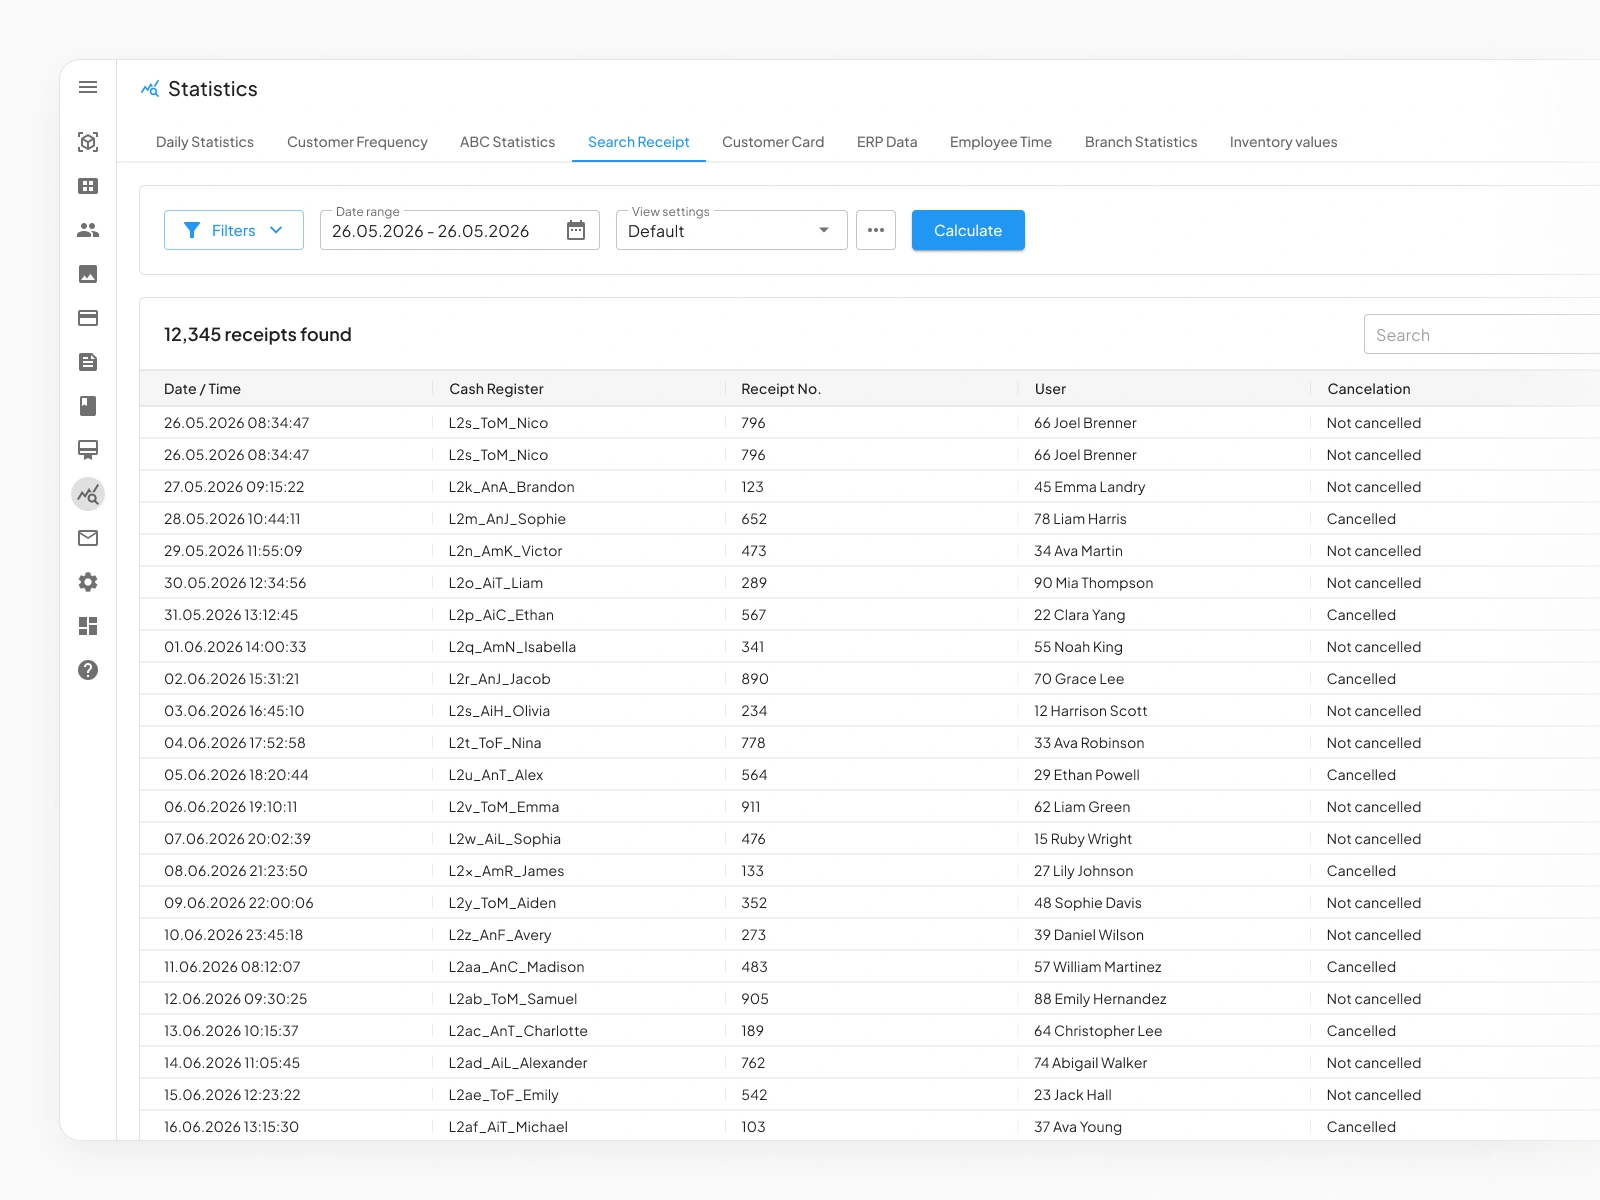 Statistics
Daily Statistics Customer Frequency ABC Statistics Search Receipt Customer Card ERP Data Employee Time Branch Statistics Inventory values
Date range View settings
Filters 26.05.2026 - 26.05.2026 Default Calculate
12,345 receipts found Search
Date / Time Cash Register Receipt No. User Cancelation
26.05.2026 08:34:47 L2s_ToM_Nico 796 66 Joel Brenner Not cancelled
26.05.2026 08:34:47 L2s_ToM_Nico 796 66 Joel Brenner Not cancelled
27.05.2026 09:15:22 L2k_AnA_Brandon 123 45 Emma Landry Not cancelled
28.05.2026 10:44:11 L2m_AnJ_Sophie 652 78 Liam Harris Cancelled
29.05.2026 11:55:09 L2n_AmK_Victor 473 34 Ava Martin Not cancelled
30.05.2026 12:34:56 L2o_AiT_Liam 289 90 Mia Thompson Not cancelled
31.05.2026 13:12:45 L2p_AiC_Ethan 567 22 Clara Yang Cancelled
01.06.2026 14:00:33 L2q_AmN_Isabella 341 55 Noah King Not cancelled
02.06.2026 15:31:21 L2r_AnJ_Jacob 890 70 Grace Lee Cancelled
03.06.2026 16:45:10 L2s_AiH_Olivia 234 12 Harrison Scott Not cancelled
04.06.2026 17:52:58 L2t_ToF_Nina 778 33 Ava Robinson Not cancelled
05.06.2026 18:20:44 L2u_AnT_Alex 564 29 Ethan Powell Cancelled
06.06.2026 19:10:11 L2v_ToM_Emma 911 62 Liam Green Not cancelled
07.06.2026 20:02:39 L2w_AiL_Sophia 476 15 Ruby Wright Not cancelled
08.06.2026 21:23:50 L2×_AmR_James 133 27 Lily Johnson Cancelled
09.06.2026 22:00:06 L2y_ToM_Aiden 352 48 Sophie Davis Not cancelled
10.06.2026 23:45:18 L2z_AnF_Avery 273 39 Daniel Wilson Not cancelled
11.06.2026 08:12:07 L2aa_AnC_Madison 483 57 William Martinez Cancelled
12.06.2026 09:30:25 L2ab_ToM_Samuel 905 88 Emily Hernandez Not cancelled
13.06.2026 10:15:37 L2ac_AnT_Charlotte 189 64 Christopher Lee Cancelled
14.06.2026 11:05:45 L2ad_AiL_Alexander 762 74 Abigail Walker Not cancelled
15.06.2026 12:23:22 L2ae_ToF_Emily 542 23 Jack Hall Not cancelled
16.06.2026 13:15:30 L2af_AiT_Michael 103 37 Ava Young Cancelled